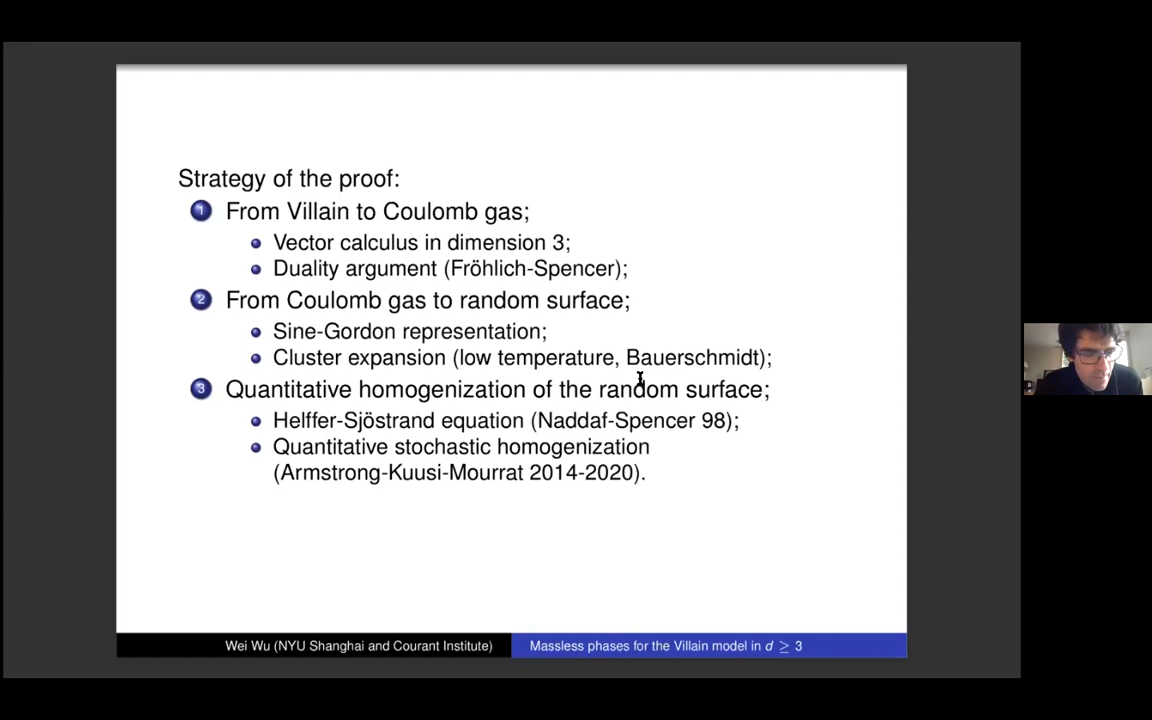 Strategy of the proof:
1 From Villain to Coulomb gas;
Vector calculus in dimension 3;
Duality argument (Fröhlich-Spencer);
2 From Coulomb gas to random surface;
Sine-Gordon representation;
Cluster expansion (low temperature, Bauerschmidt);
3 Quantitative homogenization of the random surface;
Helffer-Sjöstrand equation (Naddaf-Spencer 98);
Quantitative stochastic homogenization
(Armstrong-Kuusi-Mourrat 2014-2020).
Wei Wu (NYU Shanghai and Courant Institute)
Massless phases for the Villain model in d ≥ 3